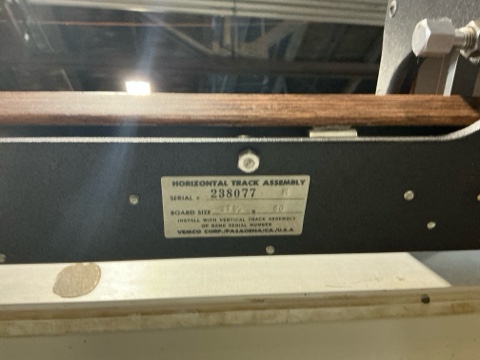 HORIZONTAL TRACK ASSEMBLY
SERIAL # 238077 H
BOARD SIZE X 60
INSTALL WITH VERTICAL TRACK ASSEMBLY
OF SAME SERIAL NUMBER
VEMCO CORP./PASADENA/CA./U.S.A